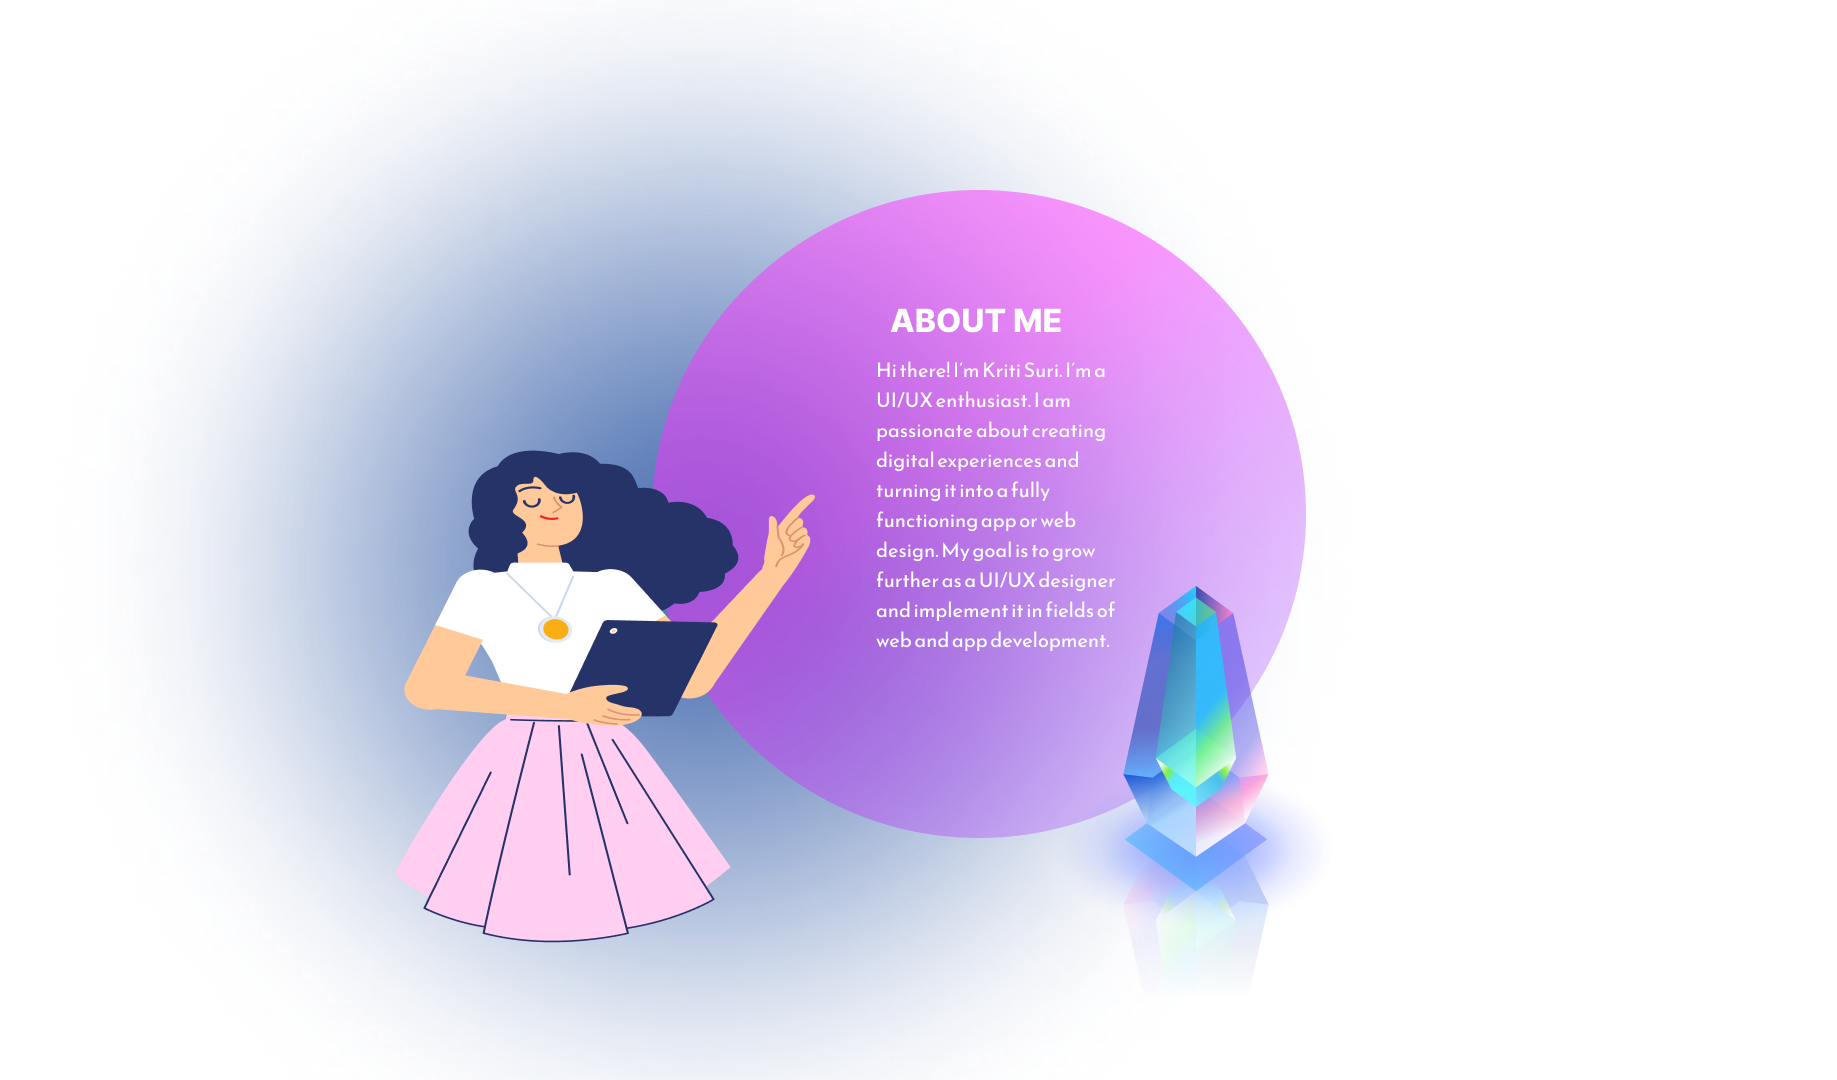 ABOUT ME
Hi there! I'm Kriti Suri. I'm a
UI/UX enthusiast. I am
passionate about creating
digital experiences and
turning it into a fully
functioning app or web
design. My goal is to grow
further as a UI/UX designer
and implement it in fields of
web and app development.